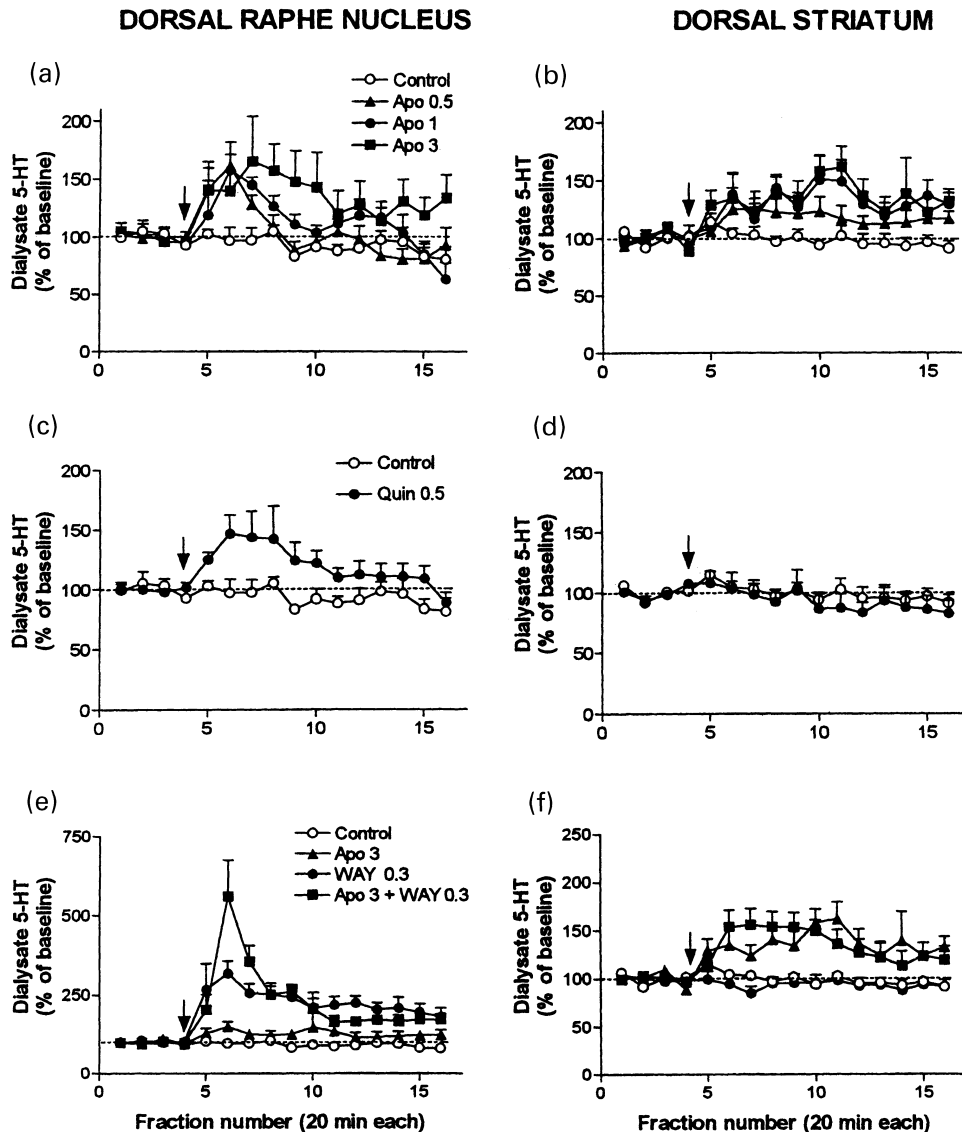 DORSAL RAPHE NUCLEUS
DORSAL STRIATUM
(a)
Control
Apo 0.5
Apo 1
Apo 3
Dialysate 5-HT
(% of baseline)
200
150
100
50
0
0 5 10 15
(b)
Dialysate 5-HT
(% of baseline)
200
150
100
50
0
0 5 10 15
(c)
Control
Quin 0.5
Dialysate 5-HT
(% of baseline)
200
150
100
50
0
0 5 10 15
(d)
Dialysate 5-HT
(% of baseline)
200
150
100
50
0
0 5 10 15
(e)
Control
Apo 3
WAY 0.3
Apo 3 + WAY 0.3
Dialysate 5-HT
(% of baseline)
750
500
250
0
0 5 10 15
Fraction number (20 min each)
(f)
Dialysate 5-HT
(% of baseline)
250
200
150
100
50
0
0 5 10 15
Fraction number (20 min each)